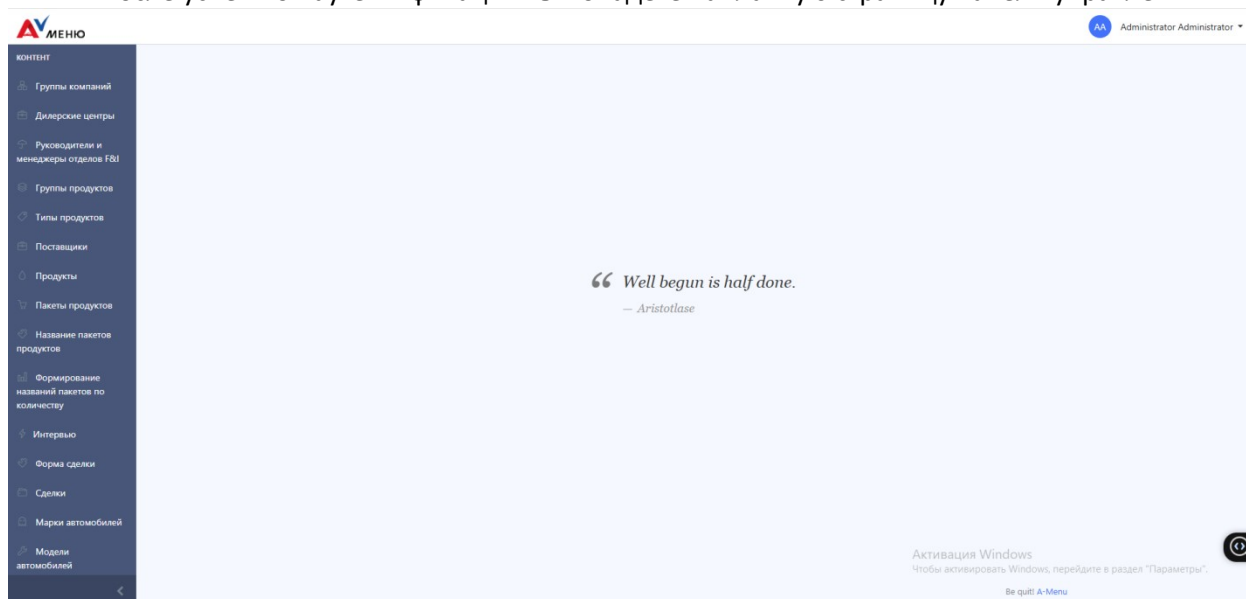 AVМЕНЮ
AA Administrator Administrator
КОНТЕНТ
Группы компаний
Дилерские центры
Руководители и
менеджеры отделов F&I
Группы продуктов
Типы продуктов
Поставщики
Продукты
Пакеты продуктов
Название пакетов
продуктов
Формирование
названий пакетов по
количеству
Интервью
Форма сделки
Сделки
Марки автомобилей
Модели
автомобилей
“ Well begun is half done.
— Aristotlase
Активация Windows
Чтобы активировать Windows, перейдите в раздел "Параметры".
Be quit! A-Menu